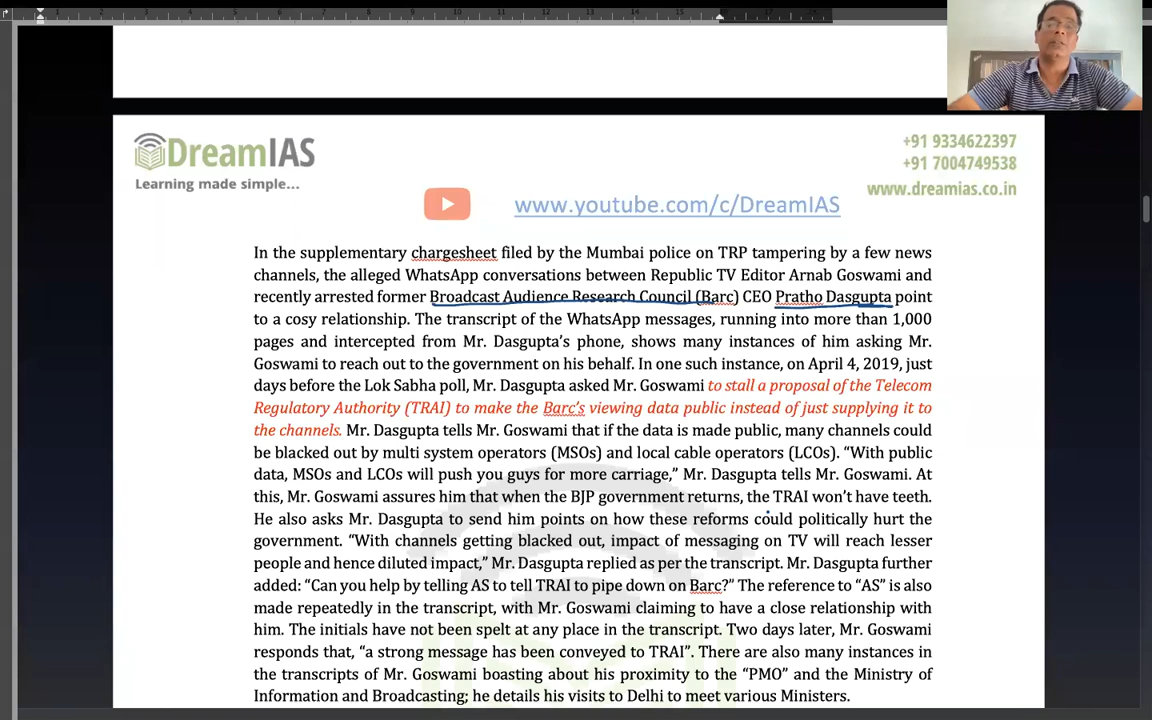 DreamIAS
Learning made simple...
+91 9334622397
+91 7004749538
www.dreamias.co.in
www.youtube.com/c/DreamIAS
In the supplementary chargesheet filed by the Mumbai police on TRP tampering by a few news
channels, the alleged WhatsApp conversations between Republic TV Editor Arnab Goswami and
recently arrested former Broadcast Audience Research Council (Barc) CEO Pratho Dasgupta point
to a cosy relationship. The transcript of the WhatsApp messages, running into more than 1,000
pages and intercepted from Mr. Dasgupta’s phone, shows many instances of him asking Mr.
Goswami to reach out to the government on his behalf. In one such instance, on April 4, 2019, just
days before the Lok Sabha poll, Mr. Dasgupta asked Mr. Goswami to stall a proposal of the Telecom
Regulatory Authority (TRAI) to make the Barc’s viewing data public instead of just supplying it to
the channels. Mr. Dasgupta tells Mr. Goswami that if the data is made public, many channels could
be blacked out by multi system operators (MSOs) and local cable operators (LCOs). “With public
data, MSOs and LCOs will push you guys for more carriage,” Mr. Dasgupta tells Mr. Goswami. At
this, Mr. Goswami assures him that when the BJP government returns, the TRAI won’t have teeth.
He also asks Mr. Dasgupta to send him points on how these reforms could politically hurt the
government. “With channels getting blacked out, impact of messaging on TV will reach lesser
people and hence diluted impact,” Mr. Dasgupta replied as per the transcript. Mr. Dasgupta further
added: “Can you help by telling AS to tell TRAI to pipe down on Barc?” The reference to “AS” is also
made repeatedly in the transcript, with Mr. Goswami claiming to have a close relationship with
him. The initials have not been spelt at any place in the transcript. Two days later, Mr. Goswami
responds that, “a strong message has been conveyed to TRAI”. There are also many instances in
the transcripts of Mr. Goswami boasting about his proximity to the “PMO” and the Ministry of
Information and Broadcasting; he details his visits to Delhi to meet various Ministers.